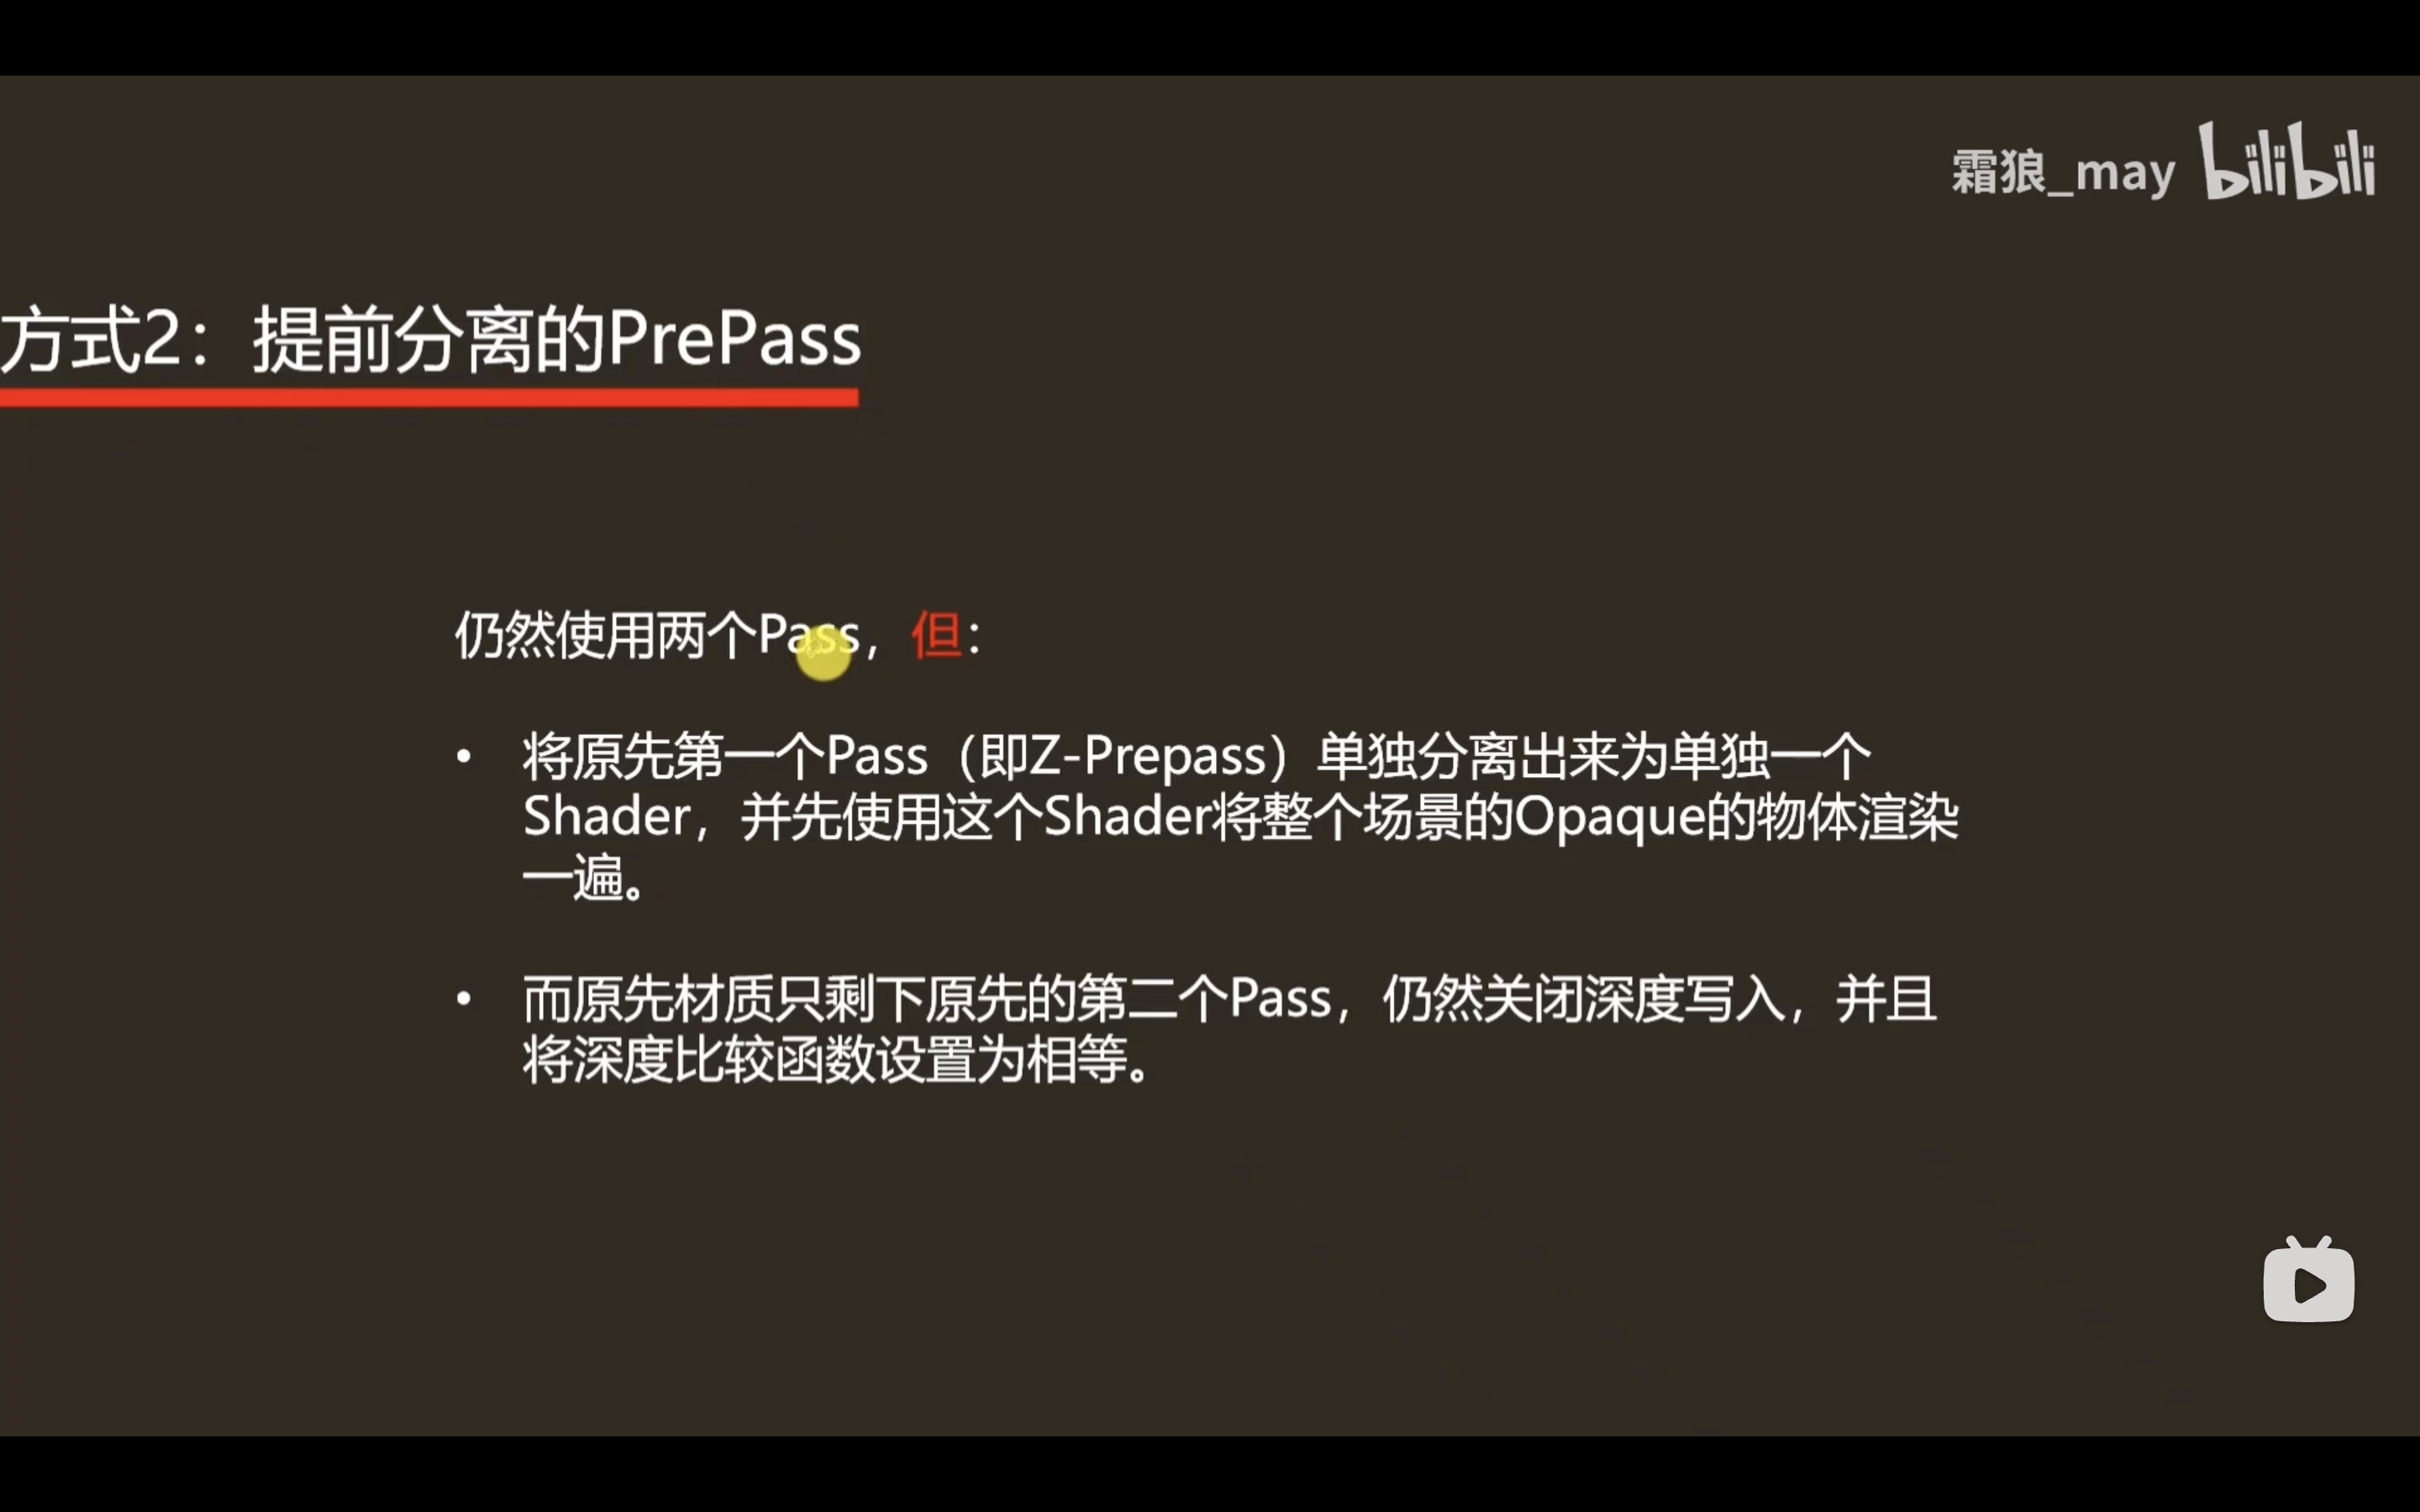 霜狼_may bilibili
方式2：提前分离的PrePass
仍然使用两个Pass，但：
• 将原先第一个Pass（即Z-Prepass）单独分离出来为单独一个
Shader，并先使用这个Shader将整个场景的Opaque的物体渲染
一遍。
• 而原先材质只剩下原先的第二个Pass，仍然关闭深度写入，并且
将深度比较函数设置为相等。